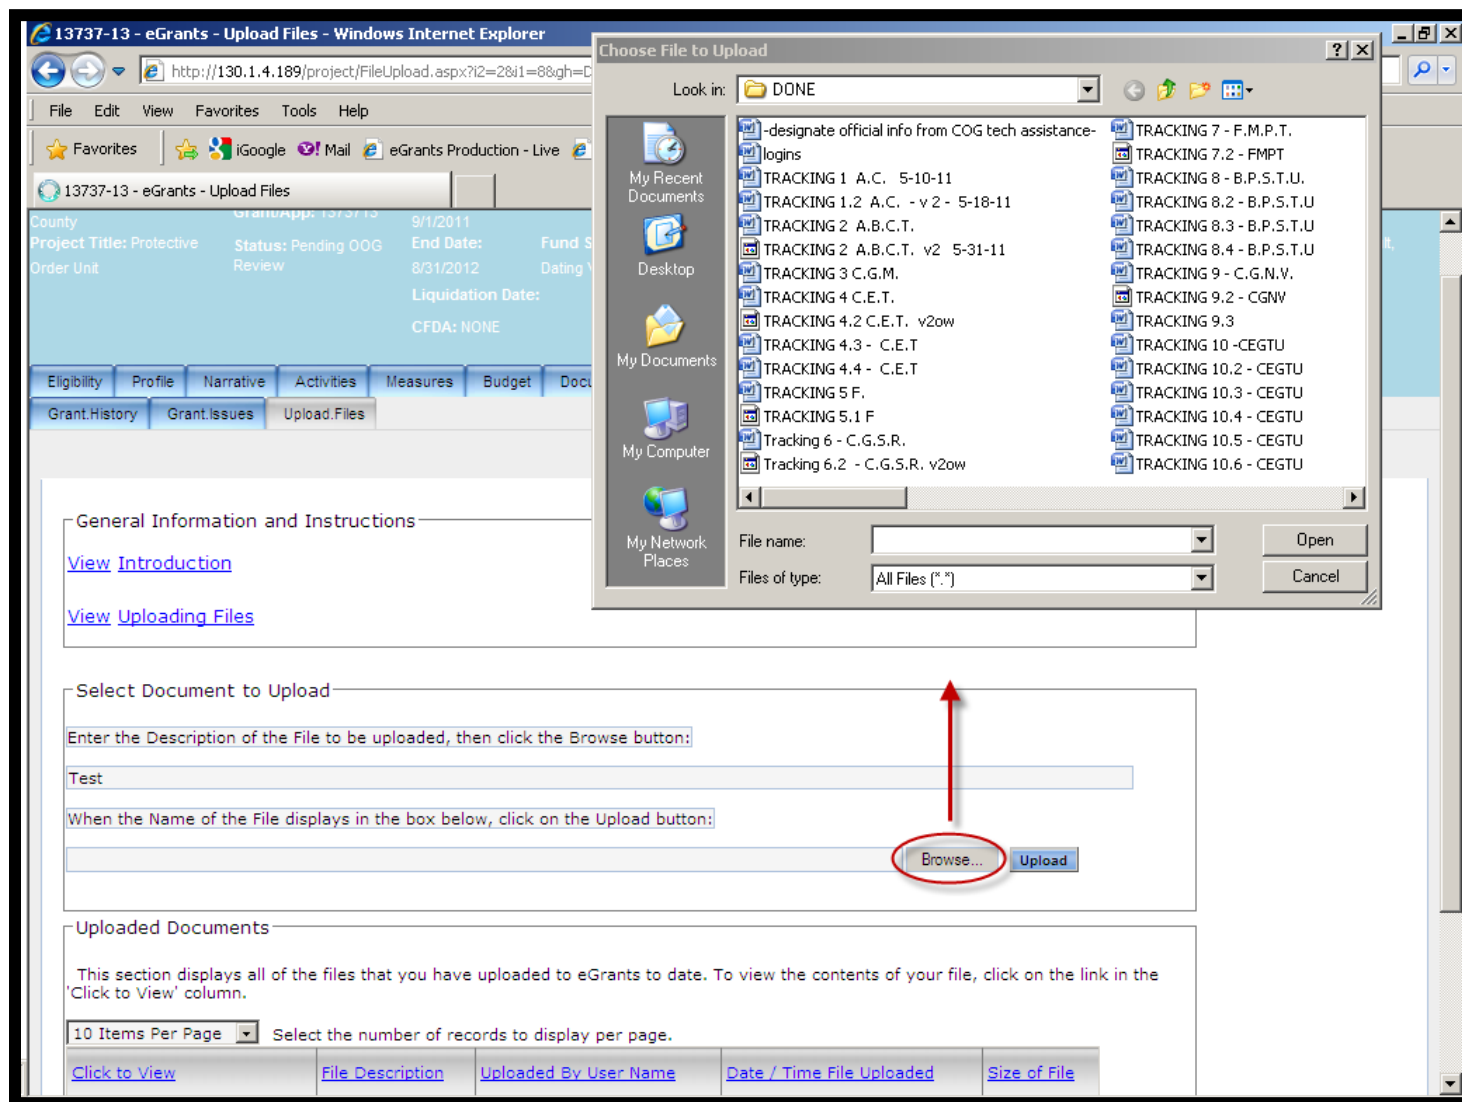 13737-13 - eGrants - Upload Files - Windows Internet Explorer
http://130.1.4.189/project/FileUpload.aspx?i2=2&i1=8&gh=
File Edit View Favorites Tools Help
Favorites iGoogle Mail eGrants Production - Live
13737-13 - eGrants - Upload Files
County
Grant/App: 1373713
9/1/2011
Project Title: Protective
Order Unit
Status: Pending OOG
Review
End Date:
8/31/2012
Fund S
Dating
Liquidation Date:
CFDA: NONE
Eligibility Profile Narrative Activities Measures Budget Docu
Grant.History Grant.Issues Upload.Files
Choose File to Upload
Look in: DONE
My Recent
Documents
Desktop
My Documents
My Computer
My Network
Places
-designate official info from COG tech assistance-
logins
TRACKING 1 A.C. 5-10-11
TRACKING 1.2 A.C. - v 2 - 5-18-11
TRACKING 2 A.B.C.T.
TRACKING 2 A.B.C.T. v2 5-31-11
TRACKING 3 C.G.M.
TRACKING 4 C.E.T.
TRACKING 4.2 C.E.T. v2ow
TRACKING 4.3 - C.E.T
TRACKING 4.4 - C.E.T
TRACKING 5 F.
TRACKING 5.1 F
Tracking 6 - C.G.S.R.
Tracking 6.2 - C.G.S.R. v2ow
TRACKING 7 - F.M.P.T.
TRACKING 7.2 - FMPT
TRACKING 8 - B.P.S.T.U.
TRACKING 8.2 - B.P.S.T.U
TRACKING 8.3 - B.P.S.T.U
TRACKING 8.4 - B.P.S.T.U
TRACKING 9 - C.G.N.V.
TRACKING 9.2 - CGNV
TRACKING 9.3
TRACKING 10 -CEGTU
TRACKING 10.2 - CEGTU
TRACKING 10.3 - CEGTU
TRACKING 10.4 - CEGTU
TRACKING 10.5 - CEGTU
TRACKING 10.6 - CEGTU
File name: Open
Files of type: All Files (*.*) Cancel
General Information and Instructions
View Introduction
View Uploading Files
Select Document to Upload
Enter the Description of the File to be uploaded, then click the Browse button:
Test
When the Name of the File displays in the box below, click on the Upload button:
Browse... Upload
Uploaded Documents
This section displays all of the files that you have uploaded to eGrants to date. To view the contents of your file, click on the link in the
'Click to View' column.
10 Items Per Page Select the number of records to display per page.
Click to View File Description Uploaded By User Name Date / Time File Uploaded Size of File